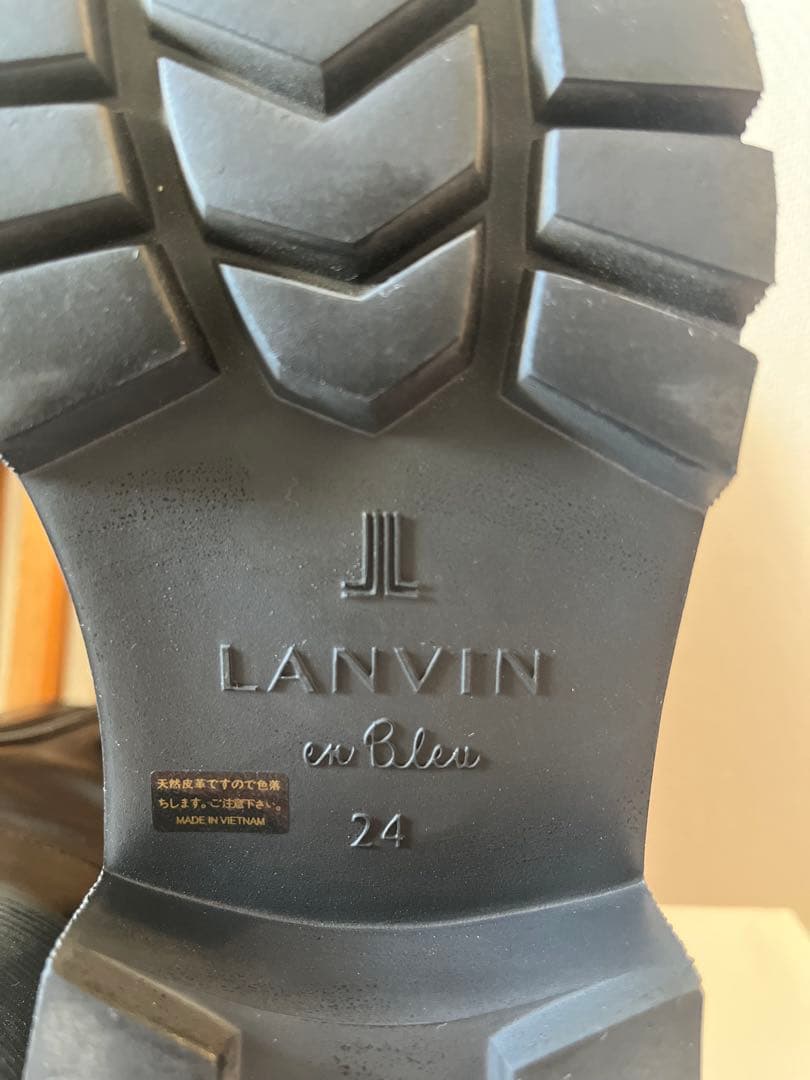 LANVIN
en Bleu
天然皮革ですので色落
ちします。ご注意下さい。
MADE IN VIETNAM
24